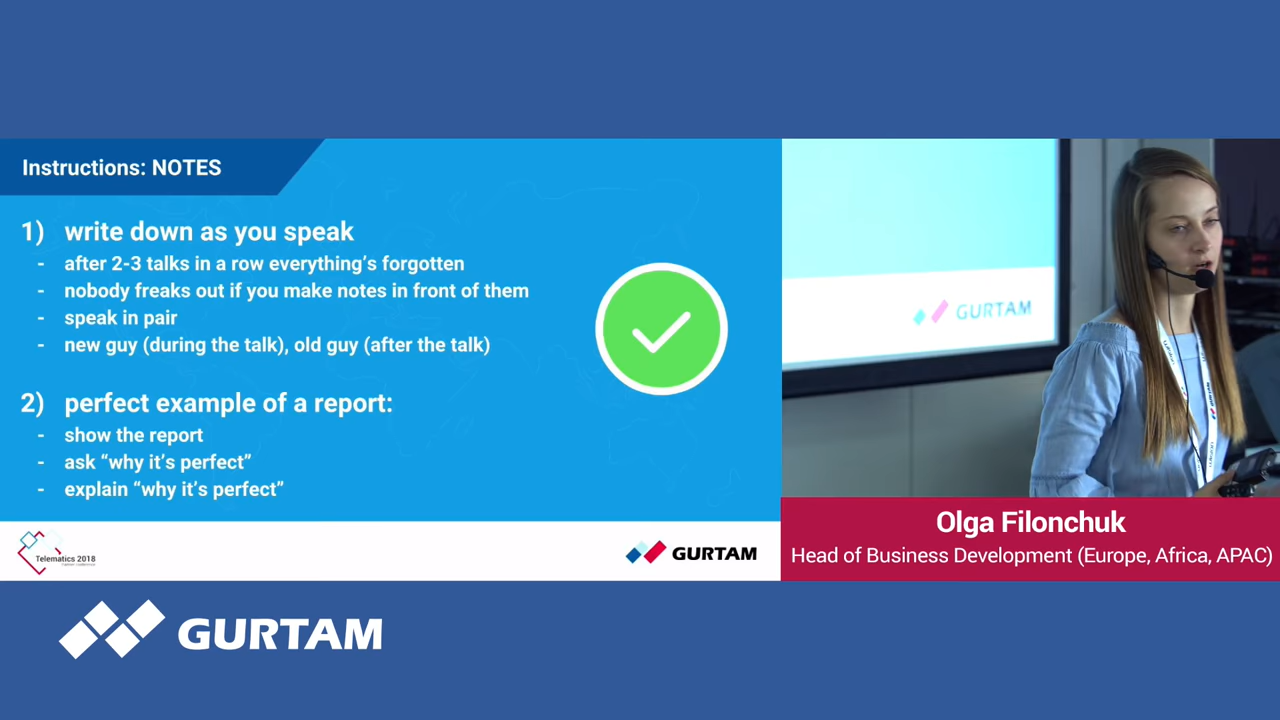 Instructions: NOTES
1) write down as you speak
- after 2-3 talks in a row everything's forgotten
- nobody freaks out if you make notes in front of them
- speak in pair
- new guy (during the talk), old guy (after the talk)
2) perfect example of a report:
- show the report
- ask “why it's perfect”
- explain “why it's perfect”
Telematics 2018
GURTAM
GURTAM
Olga Filonchuk
Head of Business Development (Europe, Africa, APAC)
GURTAM